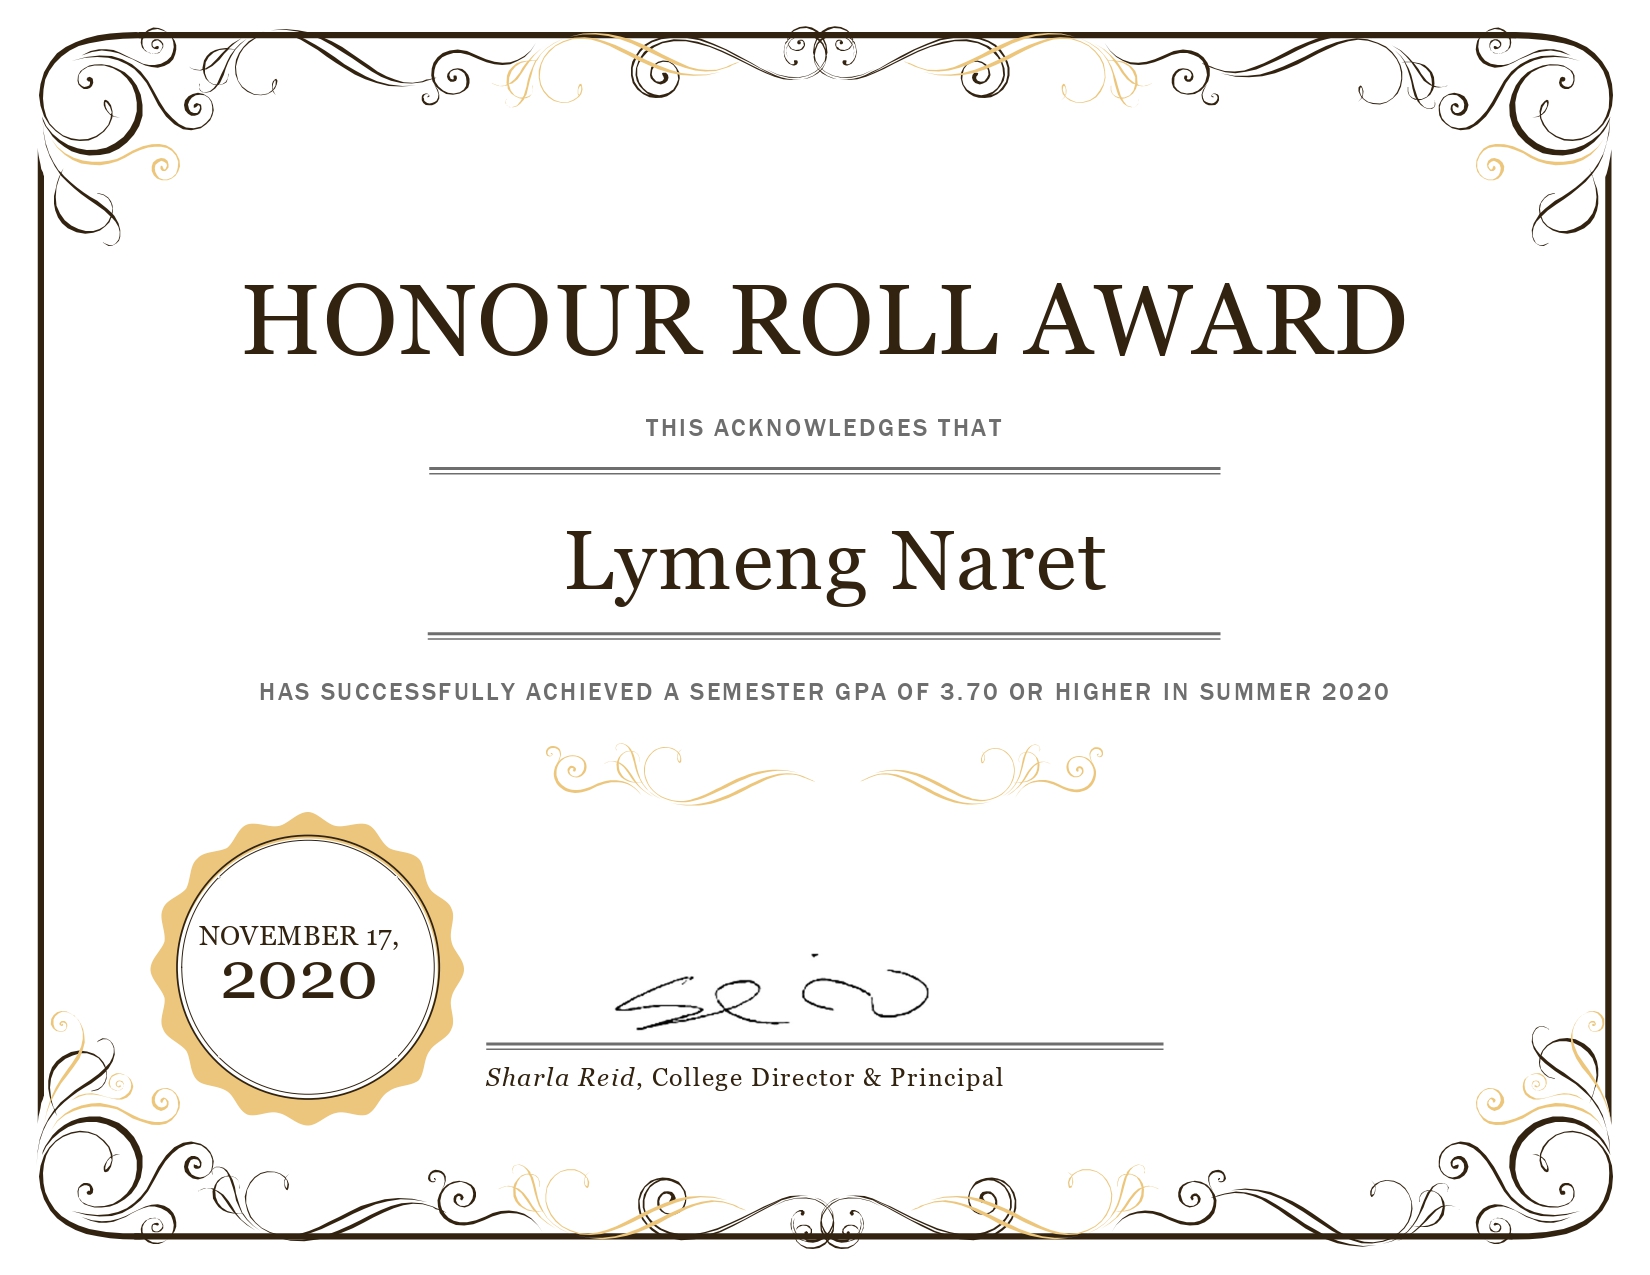 HONOUR ROLL AWARD
THIS ACKNOWLEDGES THAT
Lymeng Naret
HAS SUCCESSFULLY ACHIEVED A SEMESTER GPA OF 3.70 OR HIGHER IN SUMMER 2020
NOVEMBER 17,
2020
Sharla Reid, College Director & Principal